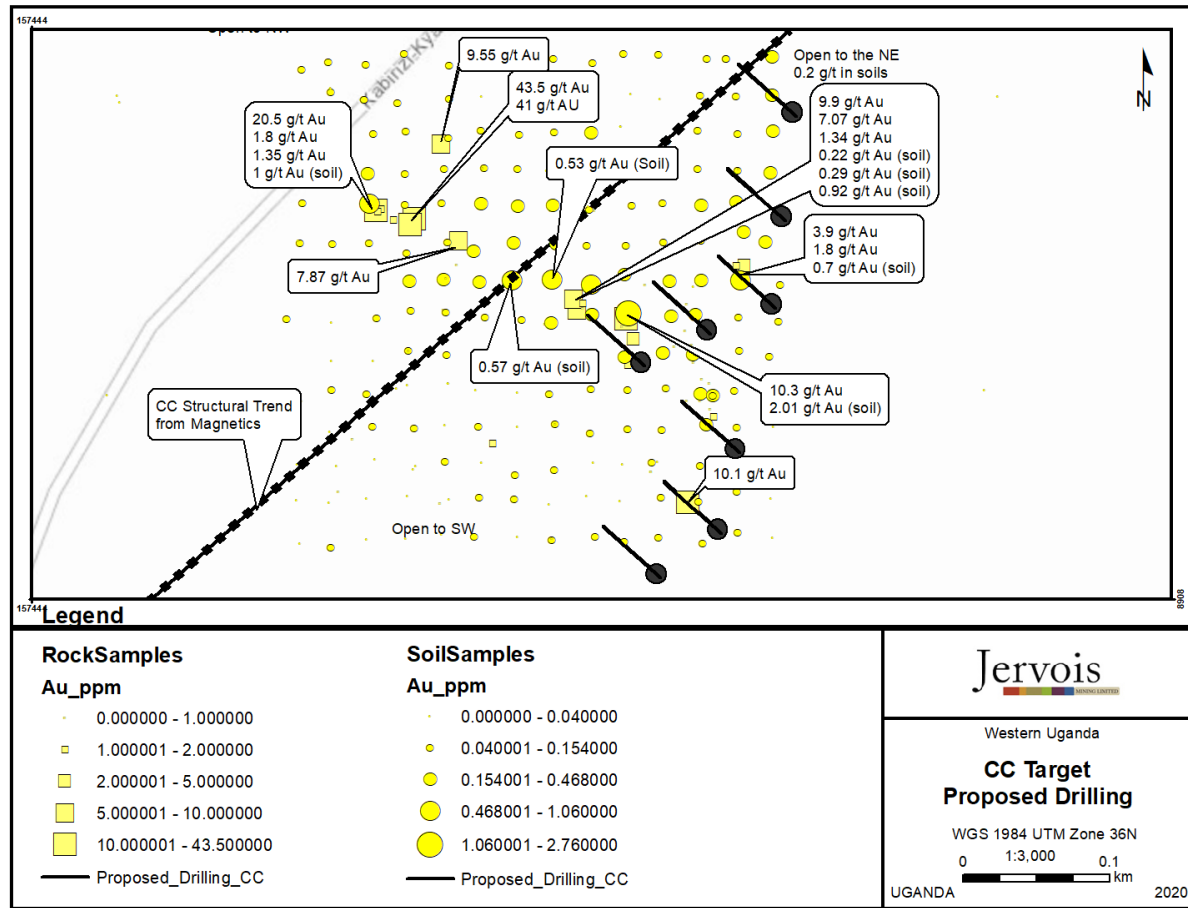 157444
Kabinzi-Kya
9.55 g/t Au
Open to the NE
0.2 g/t in soils
43.5 g/t Au
41 g/t AU
N
9.9 g/t Au
7.07 g/t Au
1.34 g/t Au
0.22 g/t Au (soil)
0.29 g/t Au (soil)
0.92 g/t Au (soil)
20.5 g/t Au
1.8 g/t Au
1.35 g/t Au
1 g/t Au (soil)
0.53 g/t Au (Soil)
3.9 g/t Au
1.8 g/t Au
0.7 g/t Au (soil)
7.87 g/t Au
0.57 g/t Au (soil)
10.3 g/t Au
2.01 g/t Au (soil)
CC Structural Trend
from Magnetics
10.1 g/t Au
Open to SW
157444
8908
Legend
RockSamples
Au_ppm
0.000000 - 1.000000
1.000001 - 2.000000
2.000001 - 5.000000
5.000001 - 10.000000
10.000001 - 43.500000
Proposed_Drilling_CC
SoilSamples
Au_ppm
0.000000 - 0.040000
0.040001 - 0.154000
0.154001 - 0.468000
0.468001 - 1.060000
1.060001 - 2.760000
Proposed_Drilling_CC
Jervois
MINING LIMITED
Western Uganda
CC Target
Proposed Drilling
WGS 1984 UTM Zone 36N
1:3,000
0 0.1
km
UGANDA 2020